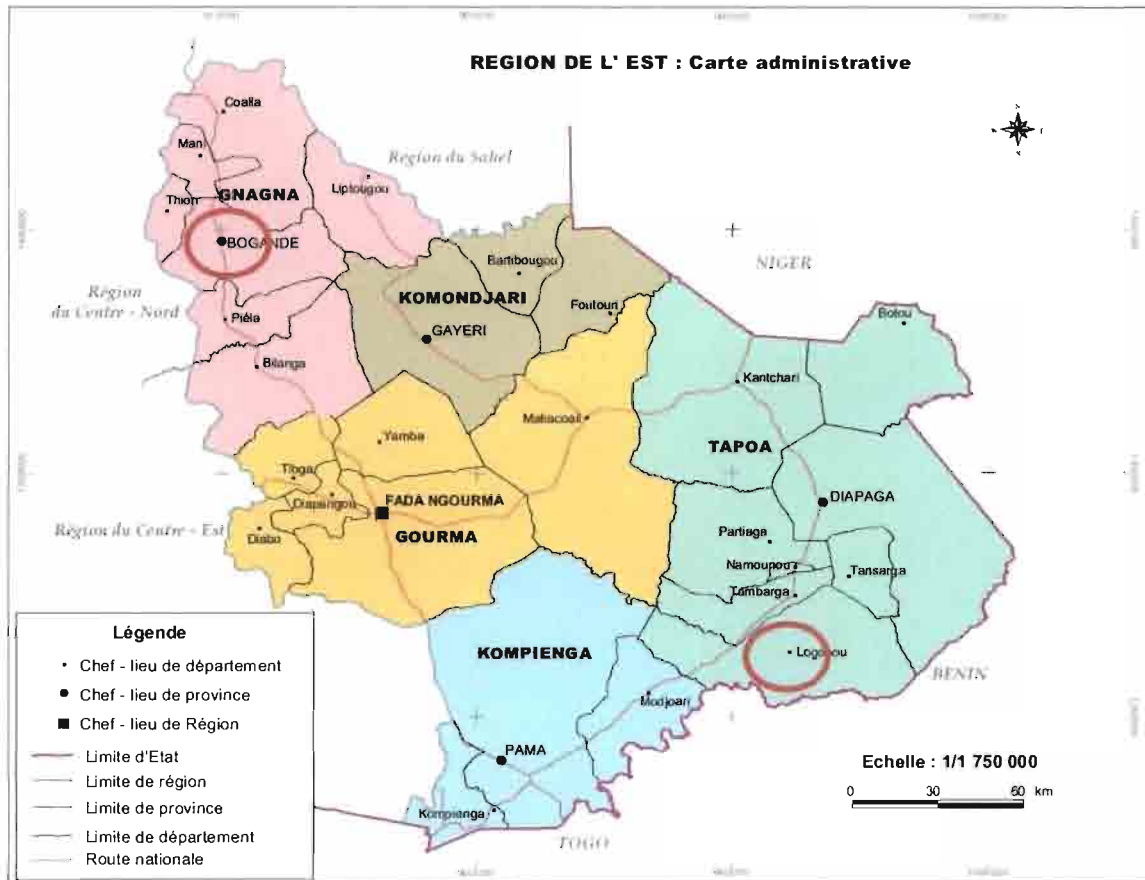 REGION DE L' EST : Carte administrative
Coalla
Mani
Région du Sahel
Liptougou
Thion
GNAGNA
BOGANDE
NIGER
Bartibougou
Région
du Centre - Nord
KOMONDJARI
Foutouri
Piéla
GAYERI
Botou
Bilanga
Kantchari
Yamba
TAPOA
Tibga
Diapangou
FADA NGOURMA
DIAPAGA
Région du Centre - Est
Diabo
GOURMA
Partiaga
Namounou
Tansarga
Tambarga
KOMPIENGA
BENIN
PAMA
Kompienga
TOGO
Légende
Chef - lieu de département
Chef - lieu de province
Chef - lieu de Région
Limite d'Etat
Limite de région
Limite de province
Limite de département
Route nationale
Echelle : 1/1 750 000
0 30 60 km